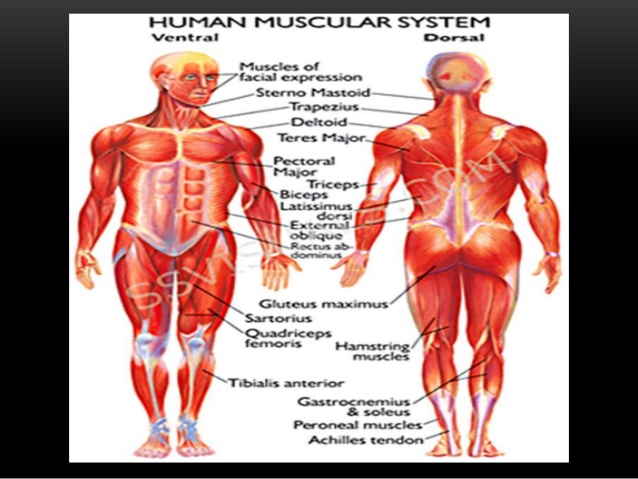 HUMAN MUSCULAR SYSTEM
Ventral
Dorsal
Muscles of
facial expression
Sterno Mastoid
Trapezius
Deltoid
Teres Major
Pectoral
Major
Triceps
Biceps
Latissimus
dorsi
External
oblique
Rectus ab-
dominus
Gluteus maximus
Sartorius
Quadriceps
femoris
Hamstring
muscles
Tibialis anterior
Gastrocnemius
& soleus
Peroneal muscles
Achilles tendon